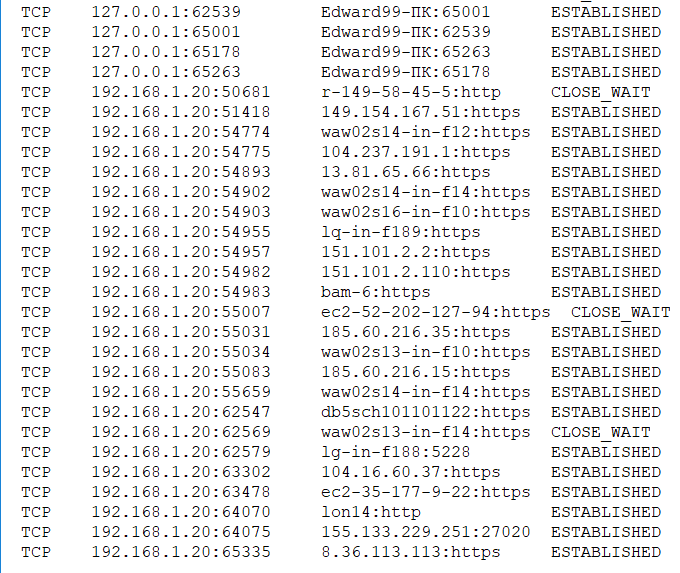 TCP 127.0.0.1:62539 Edward99-ПК:65001 ESTABLISHED
TCP 127.0.0.1:65001 Edward99-ПК:62539 ESTABLISHED
TCP 127.0.0.1:65178 Edward99-ПК:65263 ESTABLISHED
TCP 127.0.0.1:65263 Edward99-ПК:65178 ESTABLISHED
TCP 192.168.1.20:50681 r-149-58-45-5:http CLOSE_WAIT
TCP 192.168.1.20:51418 149.154.167.51:https ESTABLISHED
TCP 192.168.1.20:54774 waw02s14-in-f12:https ESTABLISHED
TCP 192.168.1.20:54775 104.237.191.1:https ESTABLISHED
TCP 192.168.1.20:54893 13.81.65.66:https ESTABLISHED
TCP 192.168.1.20:54902 waw02s14-in-f14:https ESTABLISHED
TCP 192.168.1.20:54903 waw02s16-in-f10:https ESTABLISHED
TCP 192.168.1.20:54955 lq-in-f189:https ESTABLISHED
TCP 192.168.1.20:54957 151.101.2.2:https ESTABLISHED
TCP 192.168.1.20:54982 151.101.2.110:https ESTABLISHED
TCP 192.168.1.20:54983 bam-6:https ESTABLISHED
TCP 192.168.1.20:55007 ec2-52-202-127-94:https CLOSE_WAIT
TCP 192.168.1.20:55031 185.60.216.35:https ESTABLISHED
TCP 192.168.1.20:55034 waw02s13-in-f10:https ESTABLISHED
TCP 192.168.1.20:55083 185.60.216.15:https ESTABLISHED
TCP 192.168.1.20:55659 waw02s14-in-f14:https ESTABLISHED
TCP 192.168.1.20:62547 db5sch101101122:https ESTABLISHED
TCP 192.168.1.20:62569 waw02s13-in-f14:https CLOSE_WAIT
TCP 192.168.1.20:62579 lg-in-f188:5228 ESTABLISHED
TCP 192.168.1.20:63302 104.16.60.37:https ESTABLISHED
TCP 192.168.1.20:63478 ec2-35-177-9-22:https ESTABLISHED
TCP 192.168.1.20:64070 lon14:http ESTABLISHED
TCP 192.168.1.20:64075 155.133.229.251:27020 ESTABLISHED
TCP 192.168.1.20:65335 8.36.113.113:https ESTABLISHED